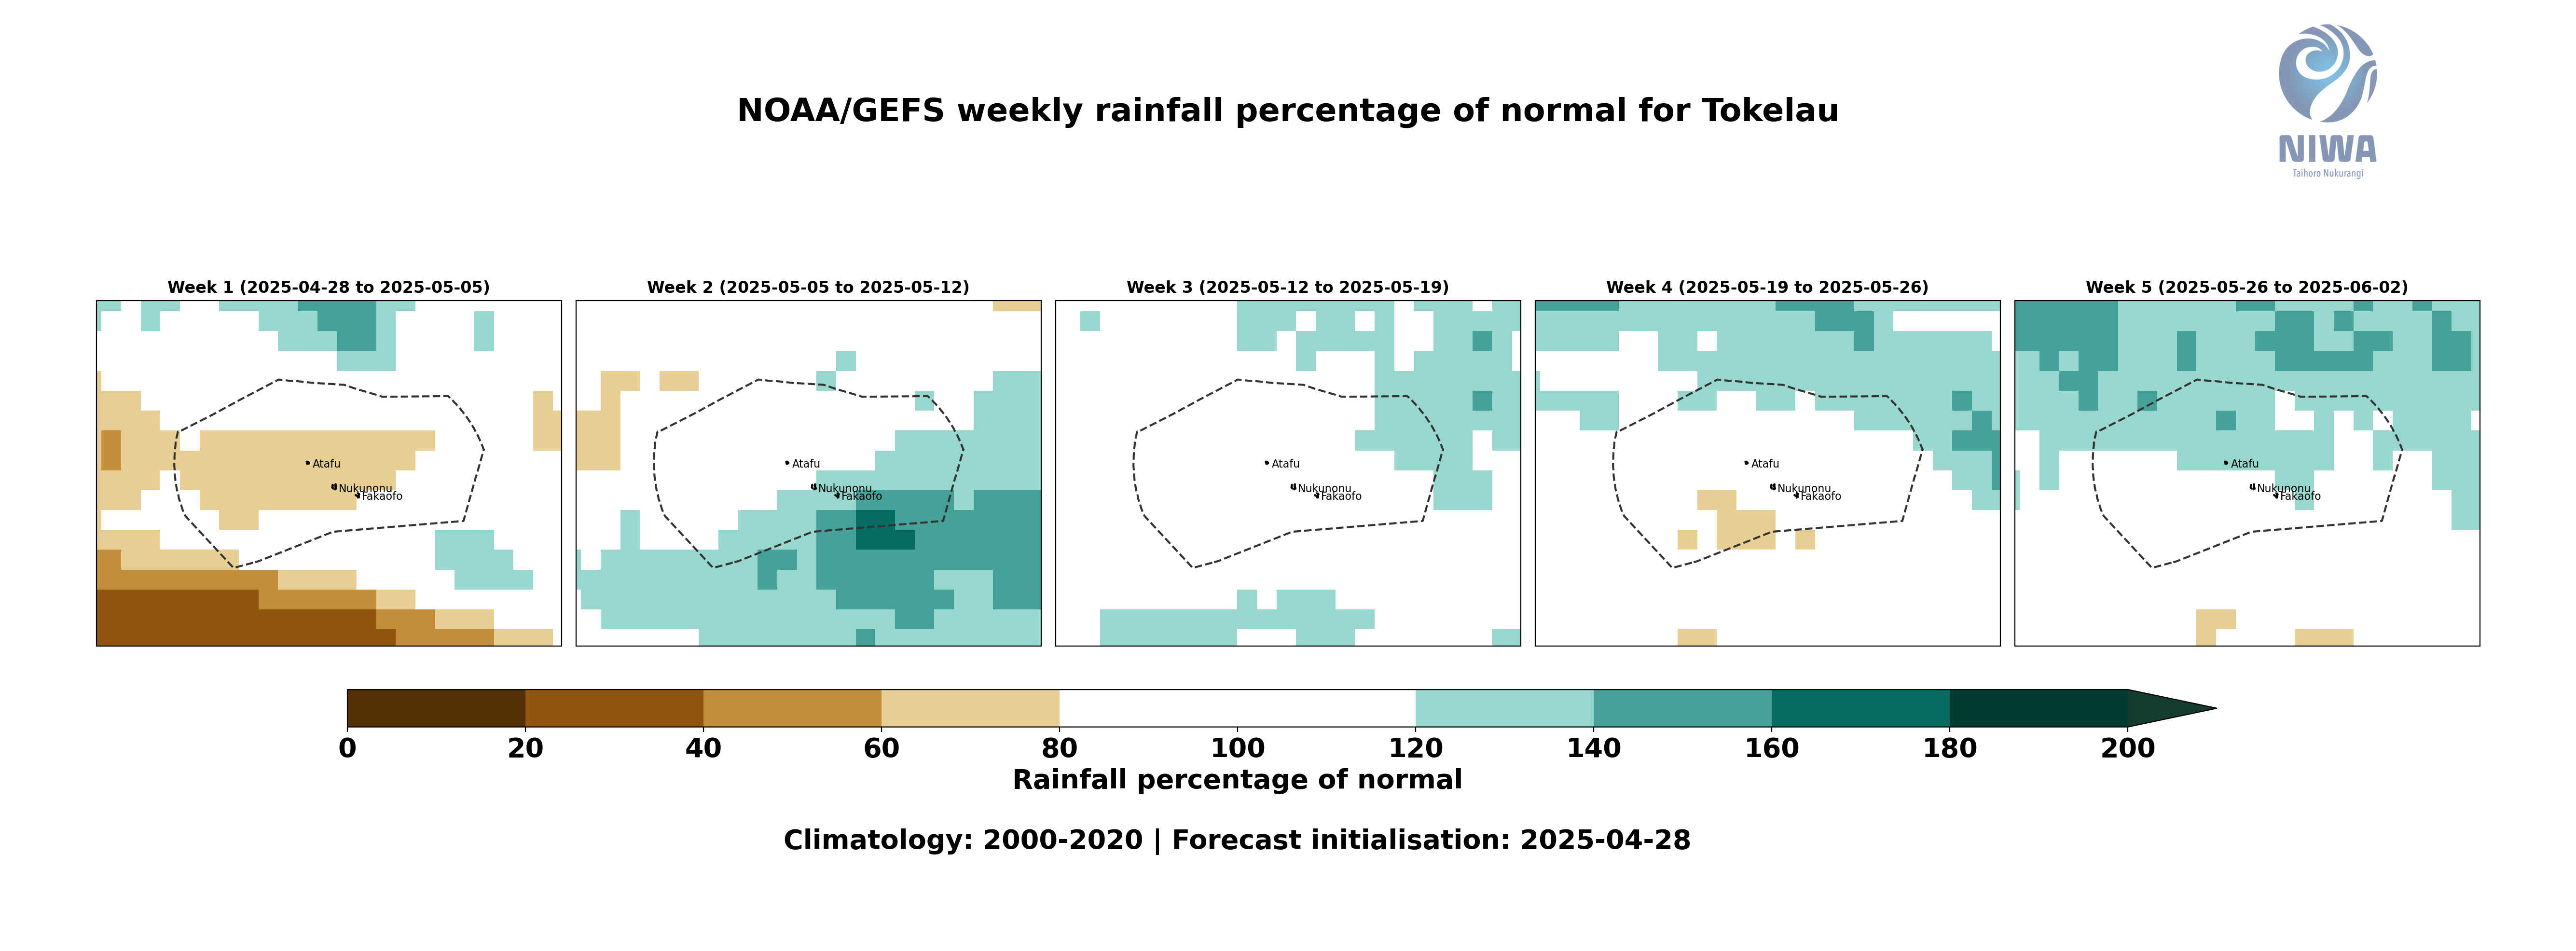 NOAA/GEFS weekly rainfall percentage of normal for Tokelau
NIWA
Taihoro Nukurangi
Week 1 (2025-04-28 to 2025-05-05)
Week 2 (2025-05-05 to 2025-05-12)
Week 3 (2025-05-12 to 2025-05-19)
Week 4 (2025-05-19 to 2025-05-26)
Week 5 (2025-05-26 to 2025-06-02)
Atafu
Nukunonu
Fakaofo
Atafu
Nukunonu
Fakaofo
Atafu
Nukunonu
Fakaofo
Atafu
Nukunonu
Fakaofo
Atafu
Nukunonu
Fakaofo
0 20 40 60 80 100 120 140 160 180 200
Rainfall percentage of normal
Climatology: 2000-2020 | Forecast initialisation: 2025-04-28